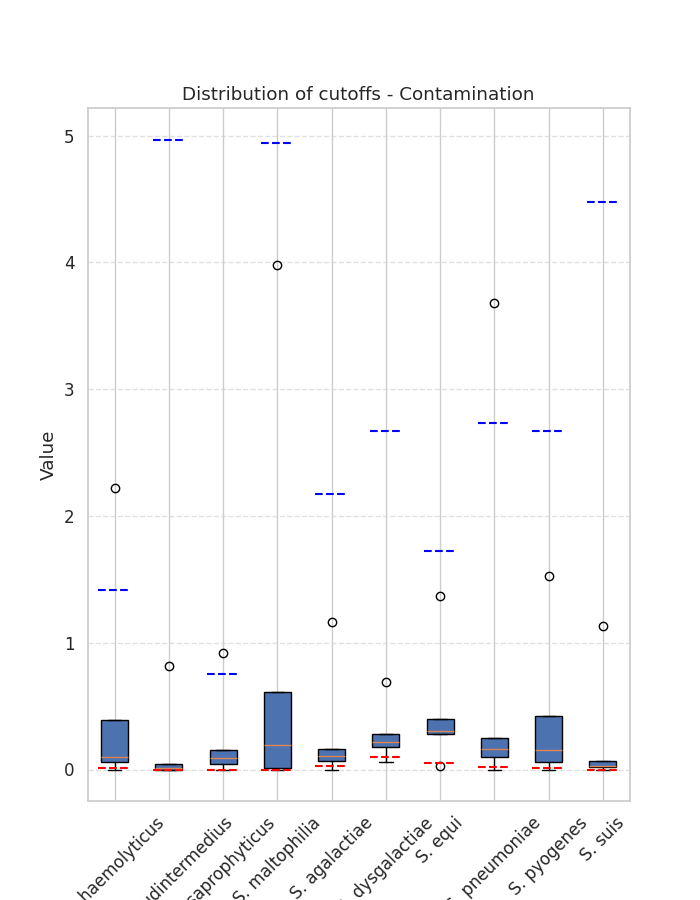 Distribution of cutoffs - Contamination
Value
5
4
3
2
1
0
haemolyticus
saprophyticus
S. maltophilia
S. agalactiae
dysgalactiae
S. equi
pneumoniae
S. pyogenes
S. suis